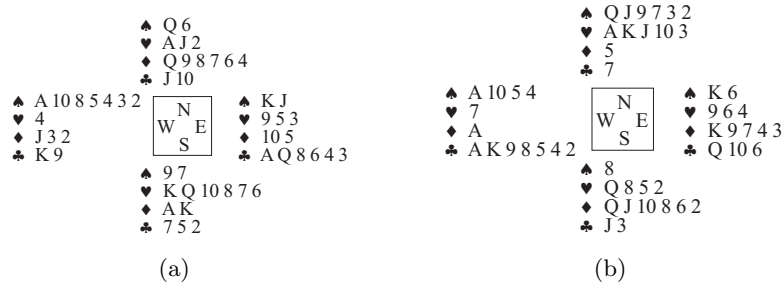 ♠ Q 6
♥ A J 2
♦ Q 9 8 7 6 4
♣ J 10
♠ A 10 8 5 4 3 2
♥ 4
♦ J 3 2
♣ K 9
N
W E
S
♠ K J
♥ 9 5 3
♦ 10 5
♣ A Q 8 6 4 3
♠ 9 7
♥ K Q 10 8 7 6
♦ A K
♣ 7 5 2
(a)
♠ Q J 9 7 3 2
♥ A K J 10 3
♦ 5
♣ 7
♠ A 10 5 4
♥ 7
♦ A
♣ A K 9 8 5 4 2
N
W E
S
♠ K 6
♥ 9 6 4
♦ K 9 7 4 3
♣ Q 10 6
♠ 8
♥ Q 8 5 2
♦ Q J 10 8 6 2
♣ J 3
(b)